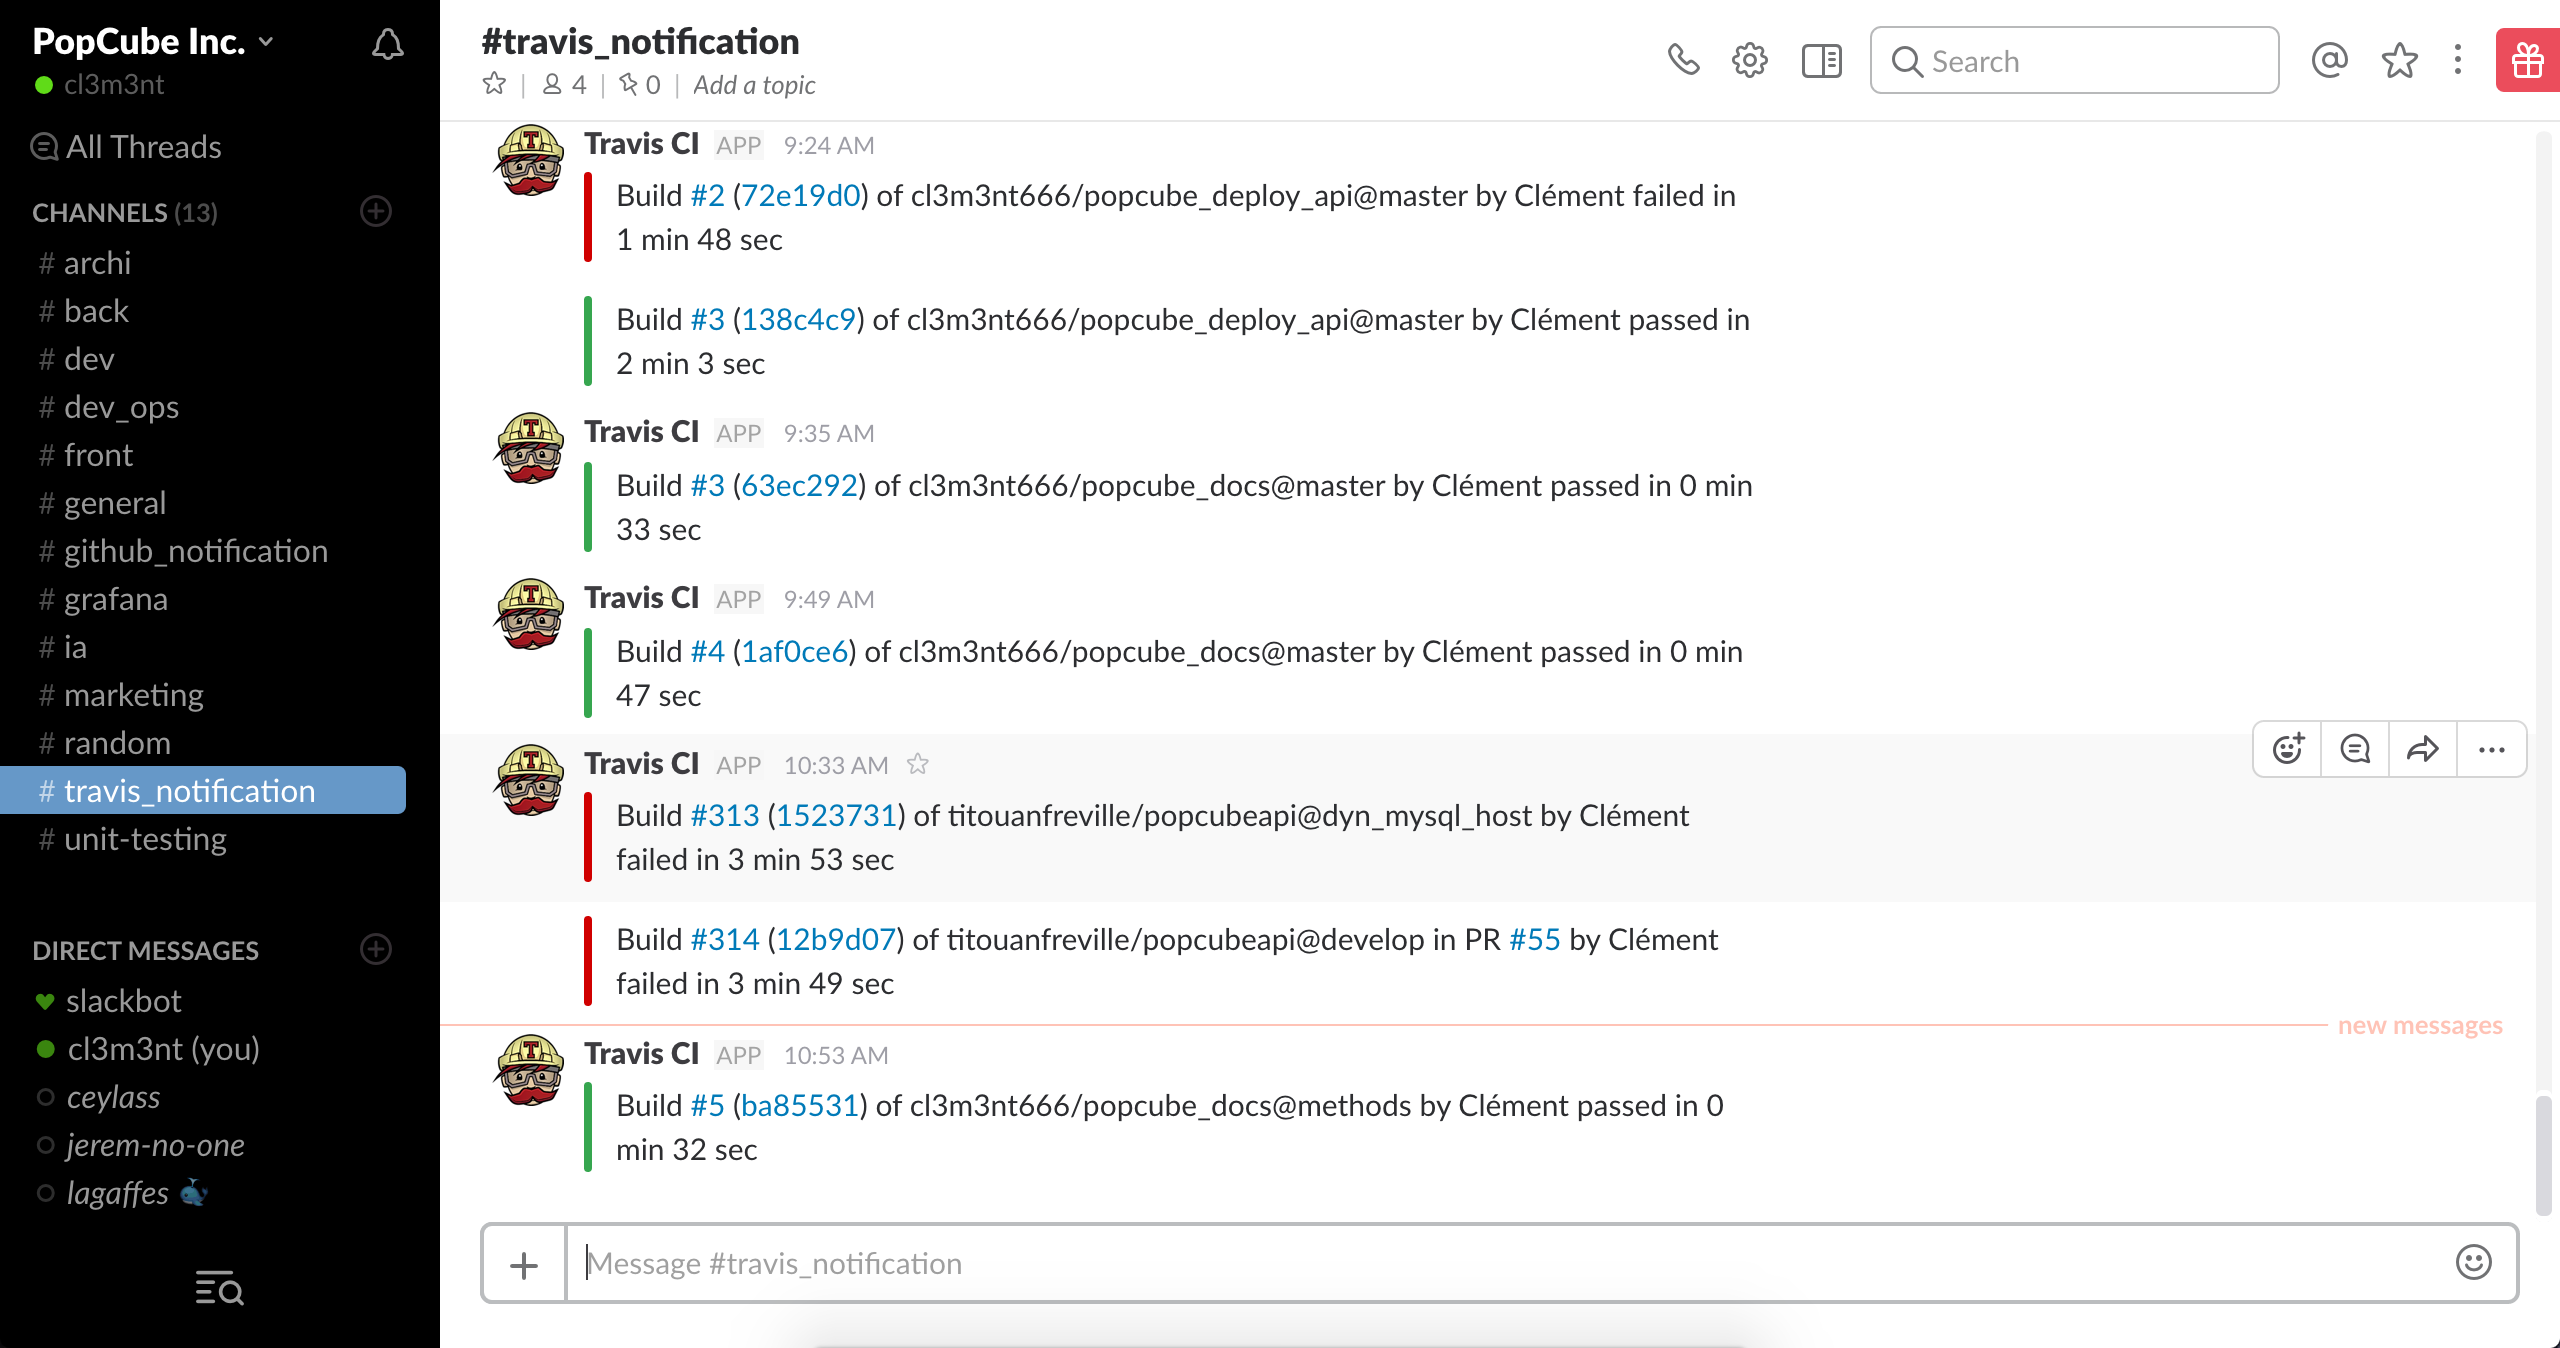 PopCube Inc.
cl3m3nt
All Threads
CHANNELS (13)
# archi
# back
# dev
# dev_ops
# front
# general
# github_notification
# grafana
# ia
# marketing
# random
# travis_notification
# unit-testing
DIRECT MESSAGES
slackbot
cl3m3nt (you)
ceylass
jerem-no-one
lagaffes
#travis_notification
4 | 0 | Add a topic
Search
Travis CI APP 9:24 AM
Build #2 (72e19d0) of cl3m3nt666/popcube_deploy_api@master by Clément failed in
1 min 48 sec
Build #3 (138c4c9) of cl3m3nt666/popcube_deploy_api@master by Clément passed in
2 min 3 sec
Travis CI APP 9:35 AM
Build #3 (63ec292) of cl3m3nt666/popcube_docs@master by Clément passed in 0 min
33 sec
Travis CI APP 9:49 AM
Build #4 (1af0ce6) of cl3m3nt666/popcube_docs@master by Clément passed in 0 min
47 sec
Travis CI APP 10:33 AM
Build #313 (1523731) of titouanfreville/popcubeapi@dyn_mysql_host by Clément
failed in 3 min 53 sec
Build #314 (12b9d07) of titouanfreville/popcubeapi@develop in PR #55 by Clément
failed in 3 min 49 sec
new messages
Travis CI APP 10:53 AM
Build #5 (ba85531) of cl3m3nt666/popcube_docs@methods by Clément passed in 0
min 32 sec
Message #travis_notification